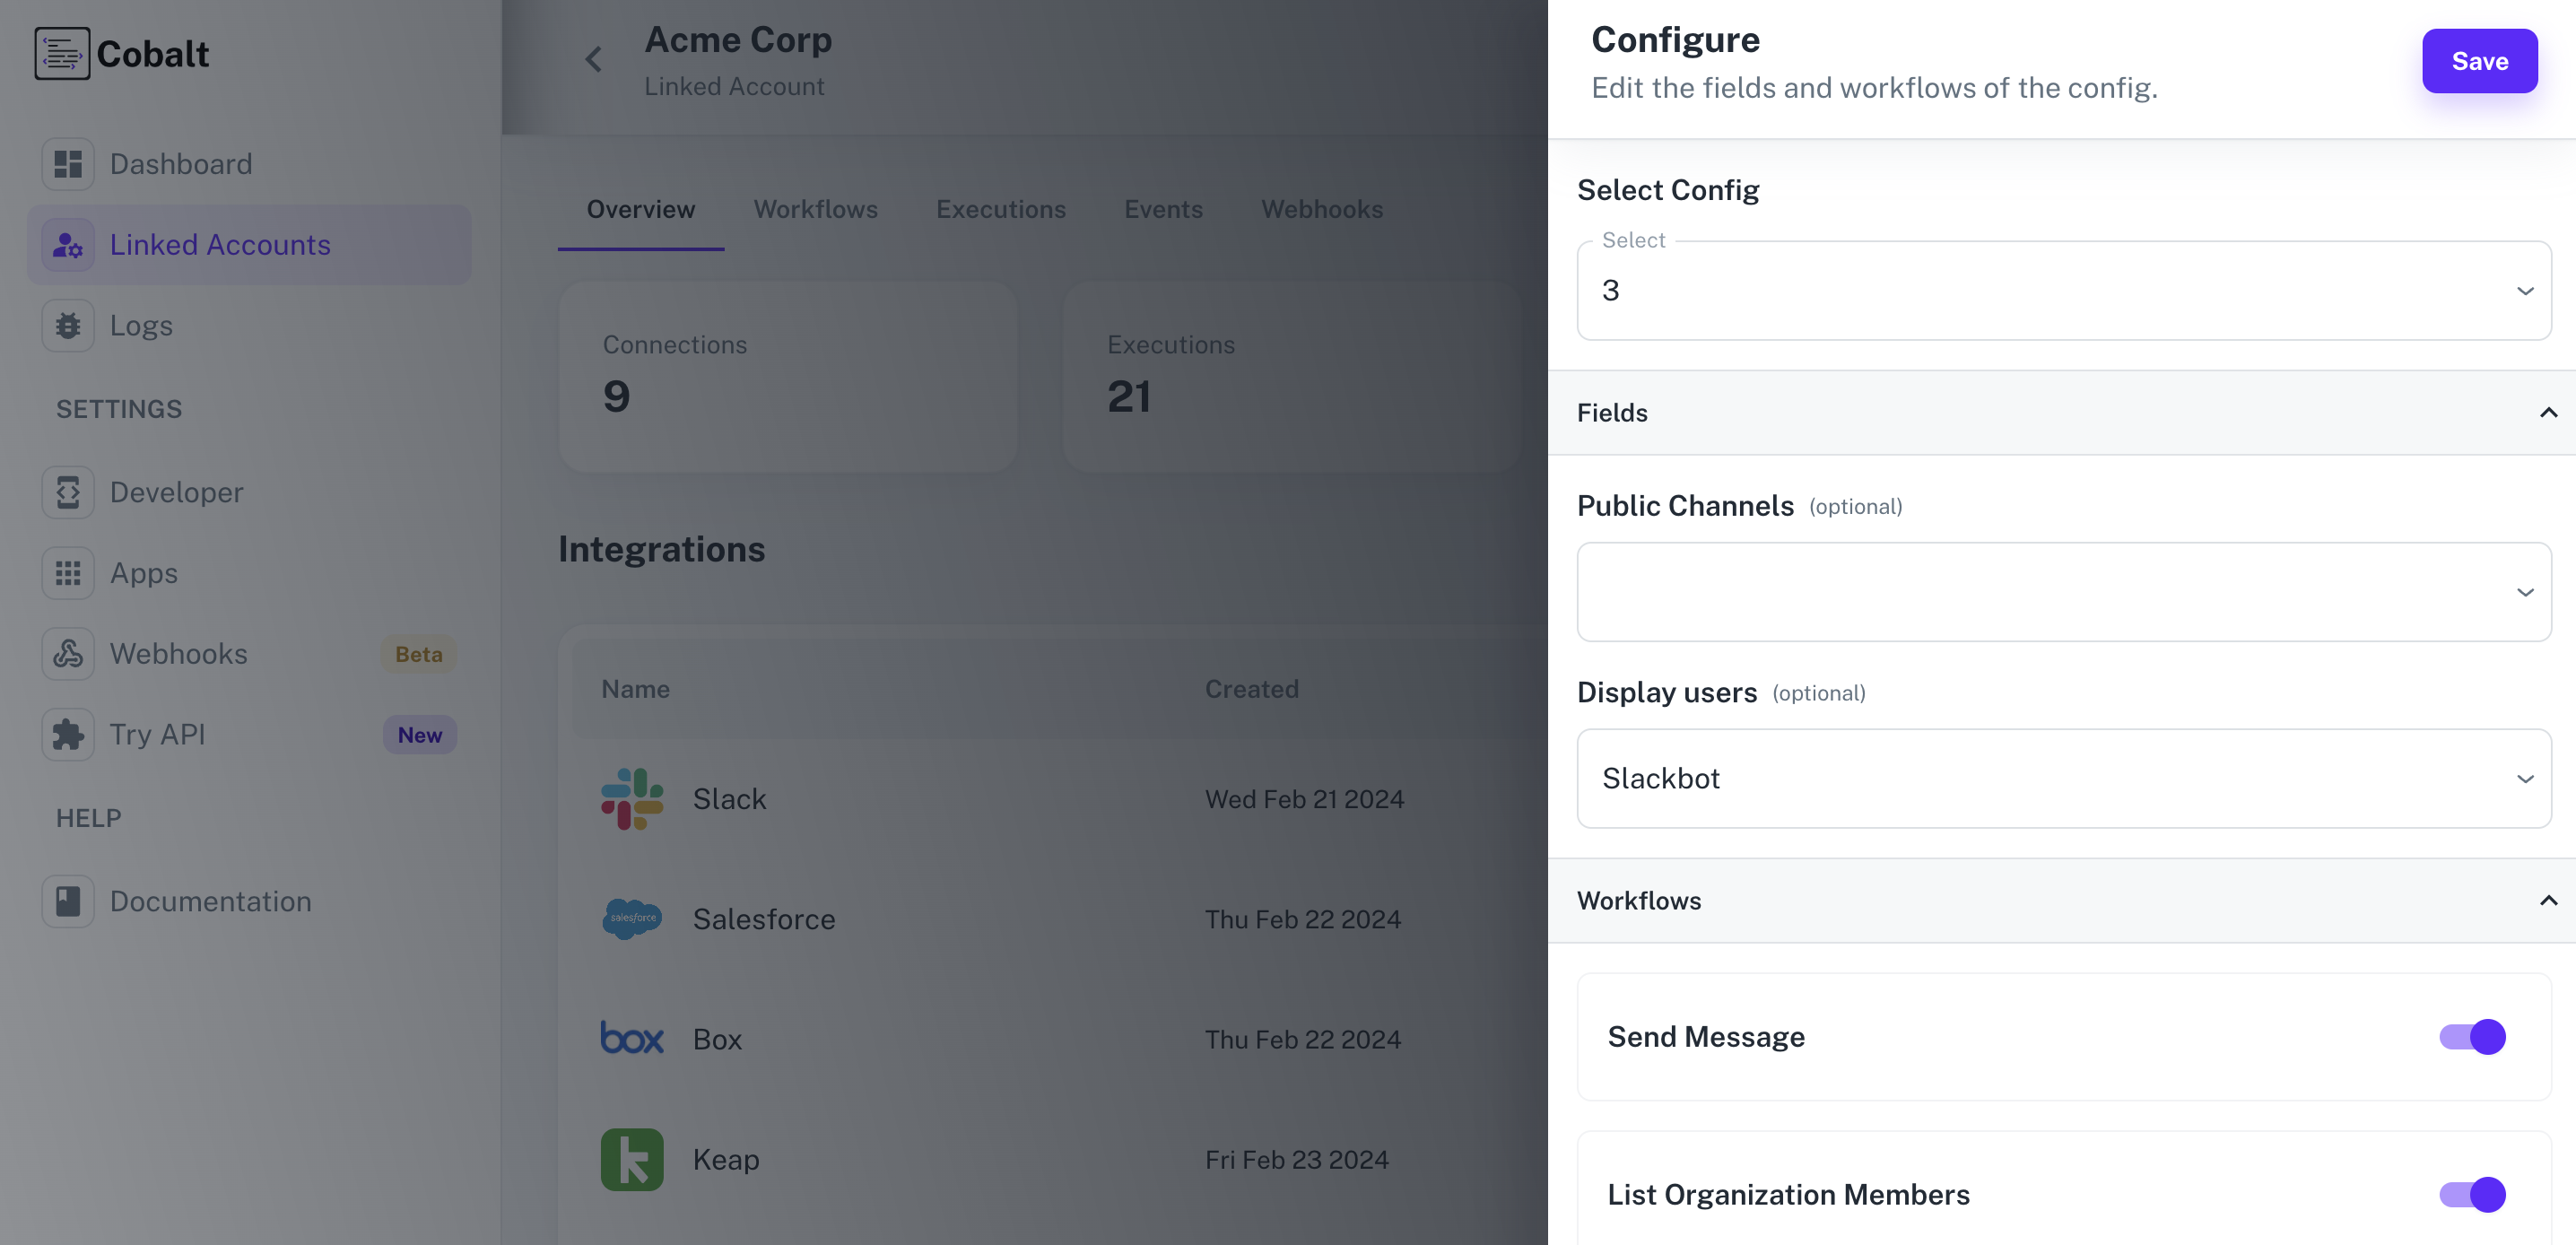 Cobalt
Dashboard
Linked Accounts
Logs
SETTINGS
Developer
Apps
Webhooks Beta
Try API New
HELP
Documentation
Acme Corp
Linked Account
Overview Workflows Executions Events Webhooks
Connections
9
Executions
21
Integrations
Name Created
Slack Wed Feb 21 2024
salesforce Salesforce Thu Feb 22 2024
box Box Thu Feb 22 2024
k Keap Fri Feb 23 2024
Configure
Edit the fields and workflows of the config.
Save
Select Config
Select
3
Fields
Public Channels (optional)
Display users (optional)
Slackbot
Workflows
Send Message
List Organization Members